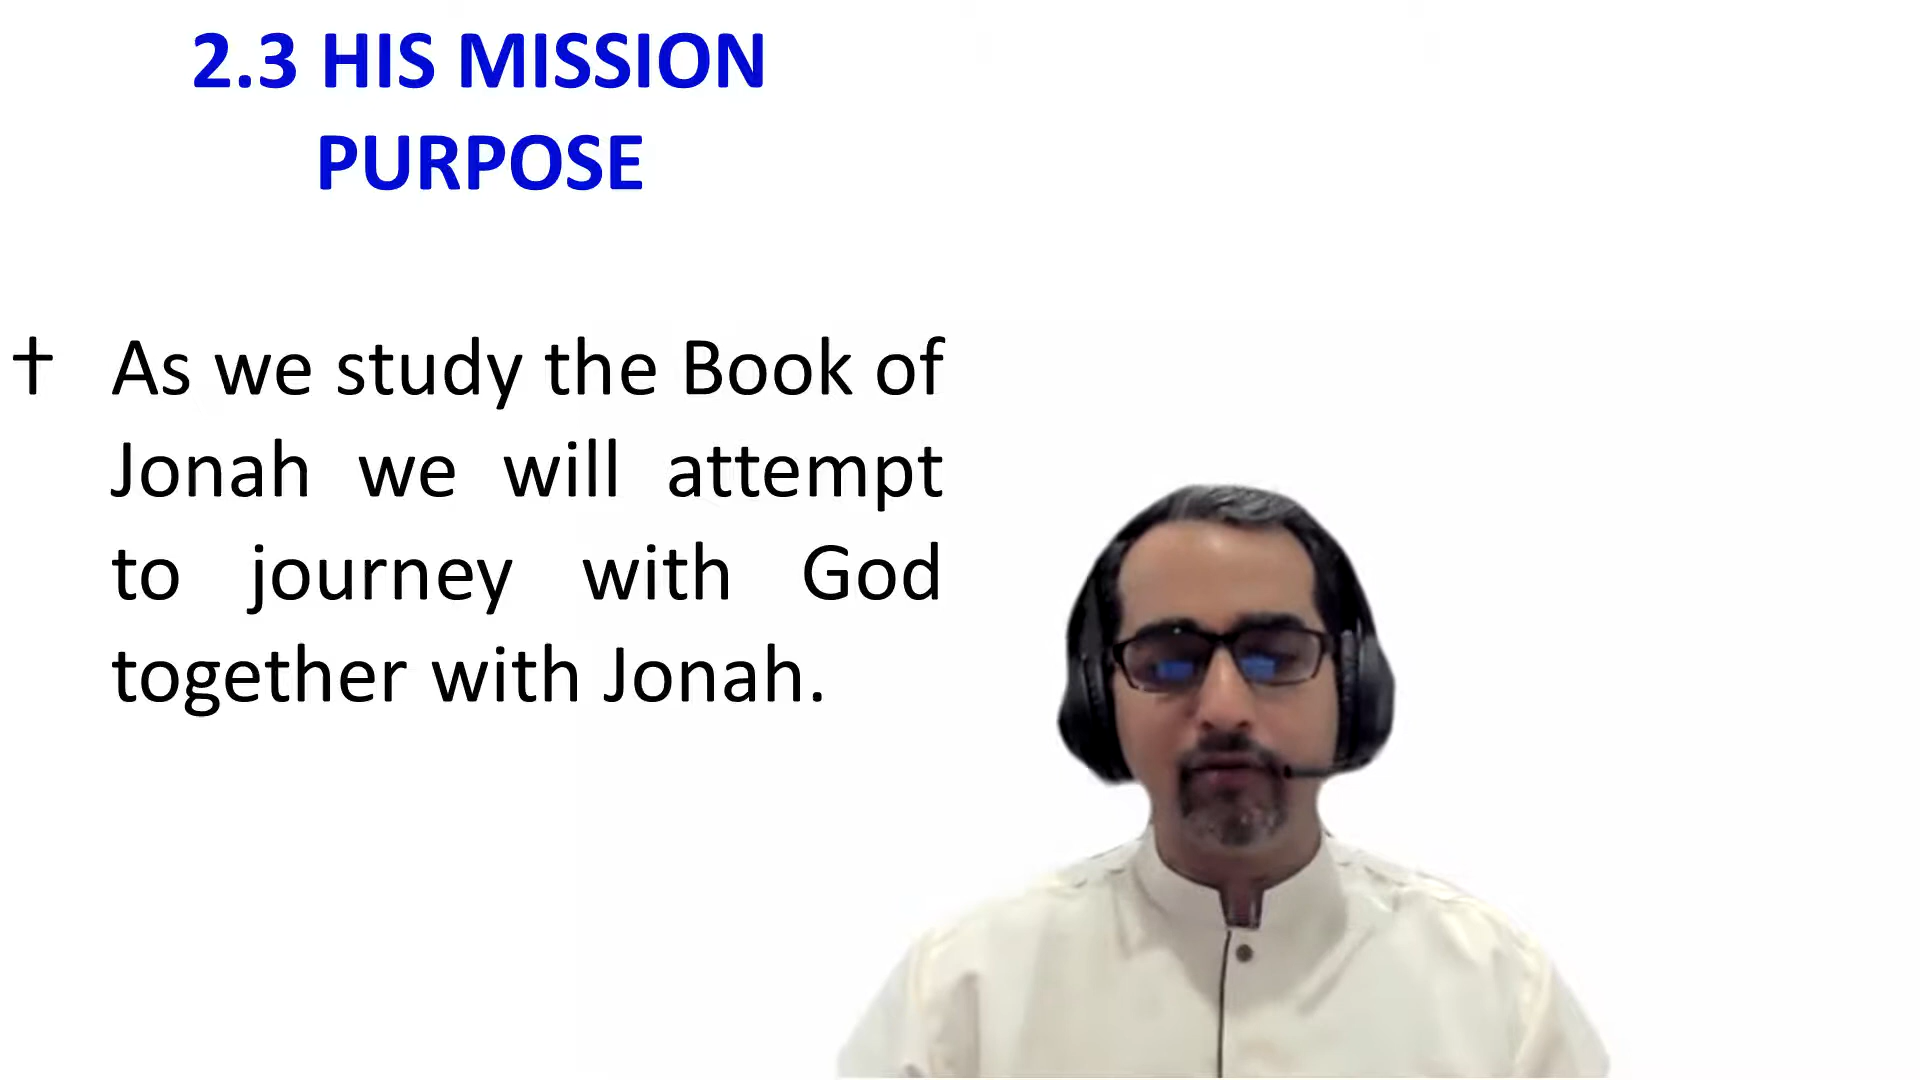 2.3 HIS MISSION
PURPOSE
† As we study the Book of
Jonah we will attempt
to journey with God
together with Jonah.